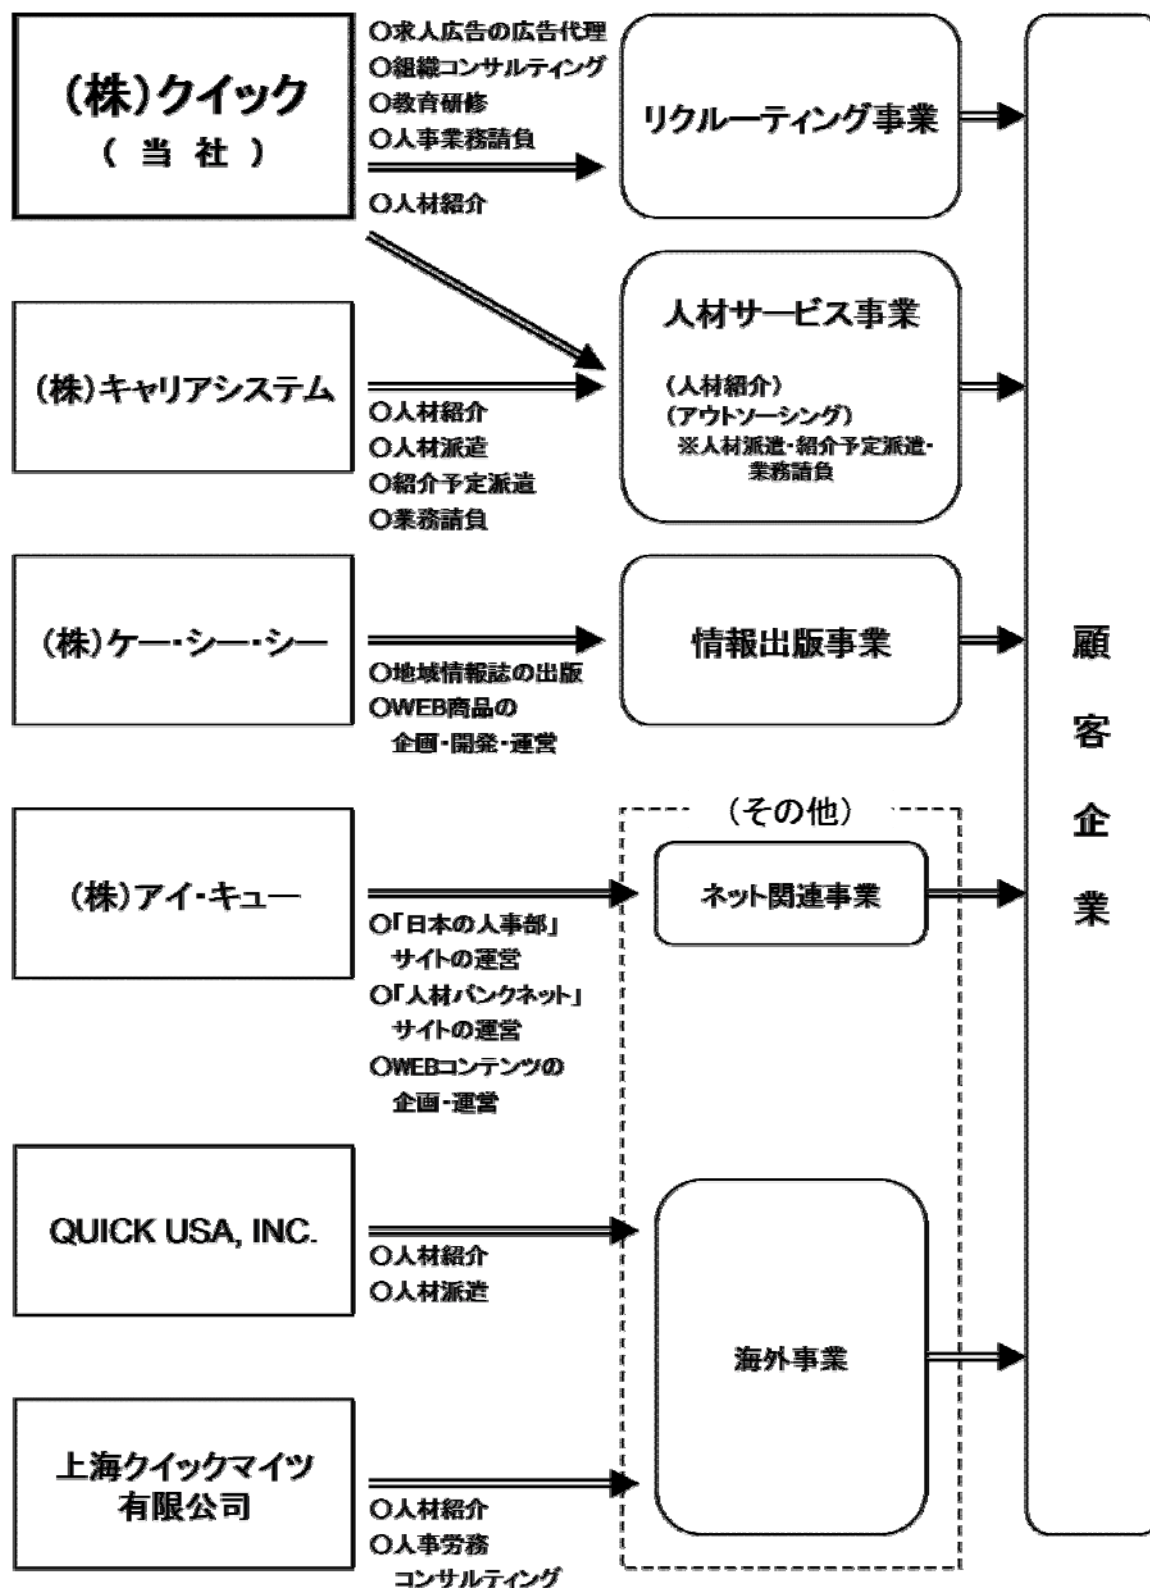 (株)クイック
(当社)
○求人広告の広告代理
○組織コンサルティング
○教育研修
○人事業務請負
○人材紹介
リクルーティング事業
(株)キャリアシステム
○人材紹介
○人材派遣
○紹介予定派遣
○業務請負
人材サービス事業
(人材紹介)
(アウトソーシング)
※人材派遣・紹介予定派遣・
業務請負
(株)ケー・シー・シー
○地域情報誌の出版
○WEB商品の
企画・開発・運営
情報出版事業
(株)アイ・キュー
○「日本の人事部」
サイトの運営
○「人材バンクネット」
サイトの運営
○WEBコンテンツの
企画・運営
(その他)
ネット関連事業
QUICK USA, INC.
○人材紹介
○人材派遣
海外事業
上海クイックマイツ
有限公司
○人材紹介
○人事労務
コンサルティング
顧客企業